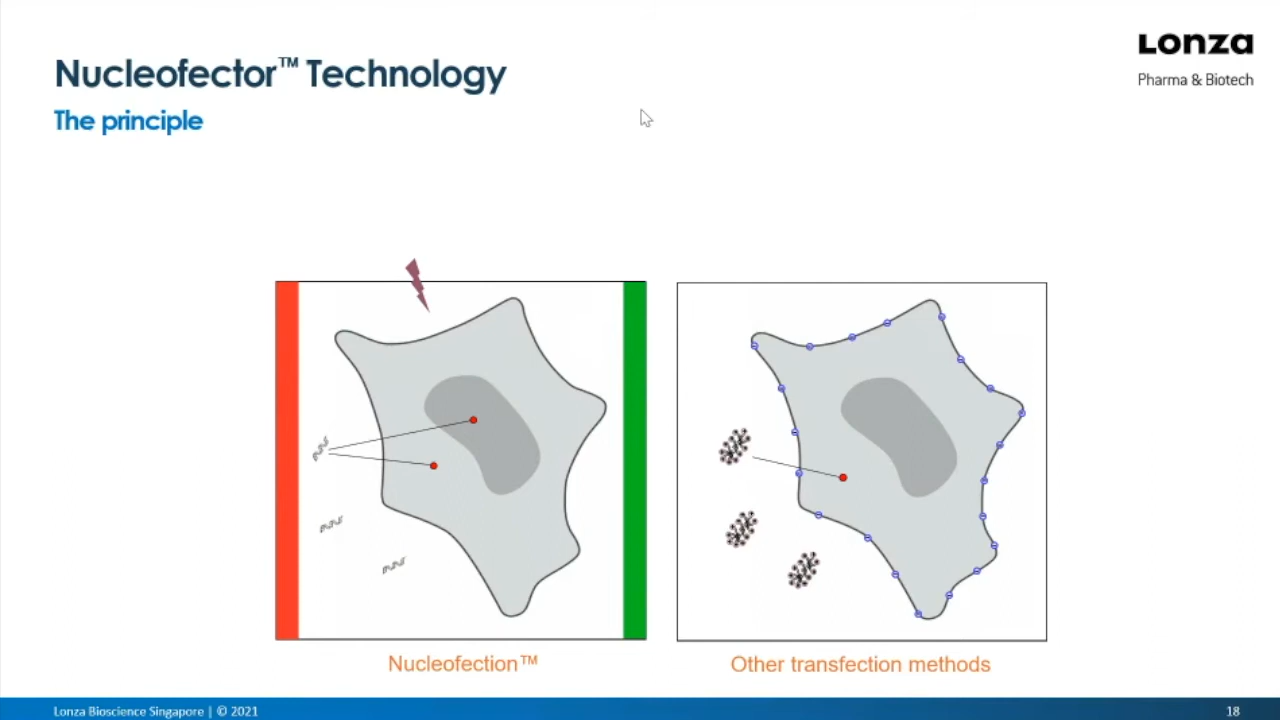 Nucleofector™ Technology
The principle
Lonza
Pharma & Biotech
Nucleofection™
Other transfection methods
Lonza Bioscience Singapore | © 2021
18